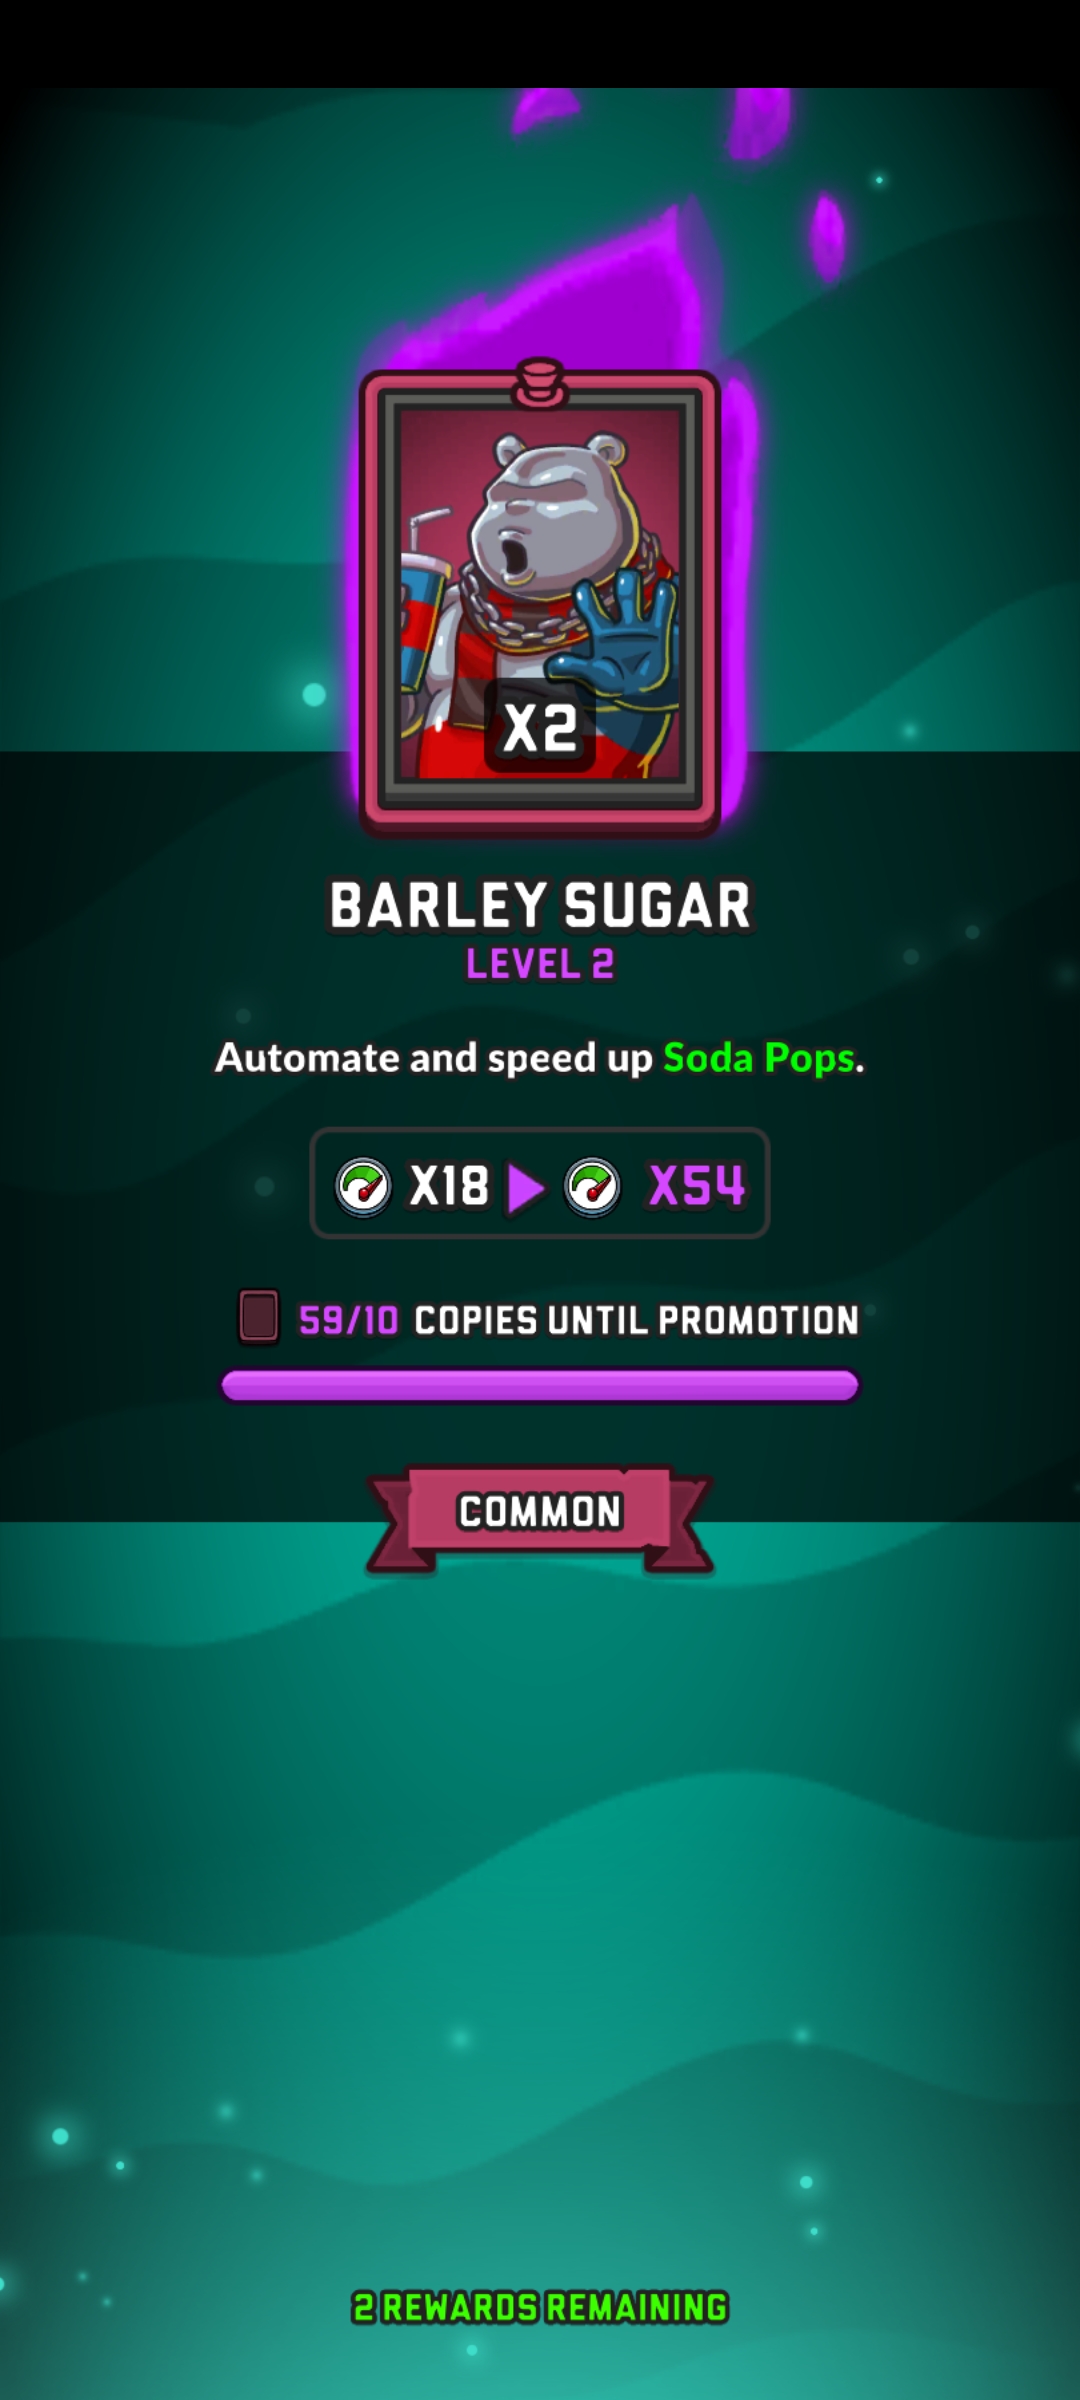 X2
BARLEY SUGAR
LEVEL 2
Automate and speed up Soda Pops.
X18 X54
59/10 COPIES UNTIL PROMOTION
COMMON
2 REWARDS REMAINING